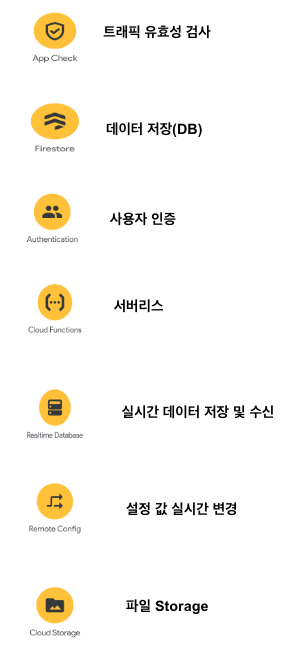 트래픽 유효성 검사
App Check
데이터 저장(DB)
Firestore
사용자 인증
Authentication
서버리스
Cloud Functions
실시간 데이터 저장 및 수신
Realtime Database
설정 값 실시간 변경
Remote Config
파일 Storage
Cloud Storage